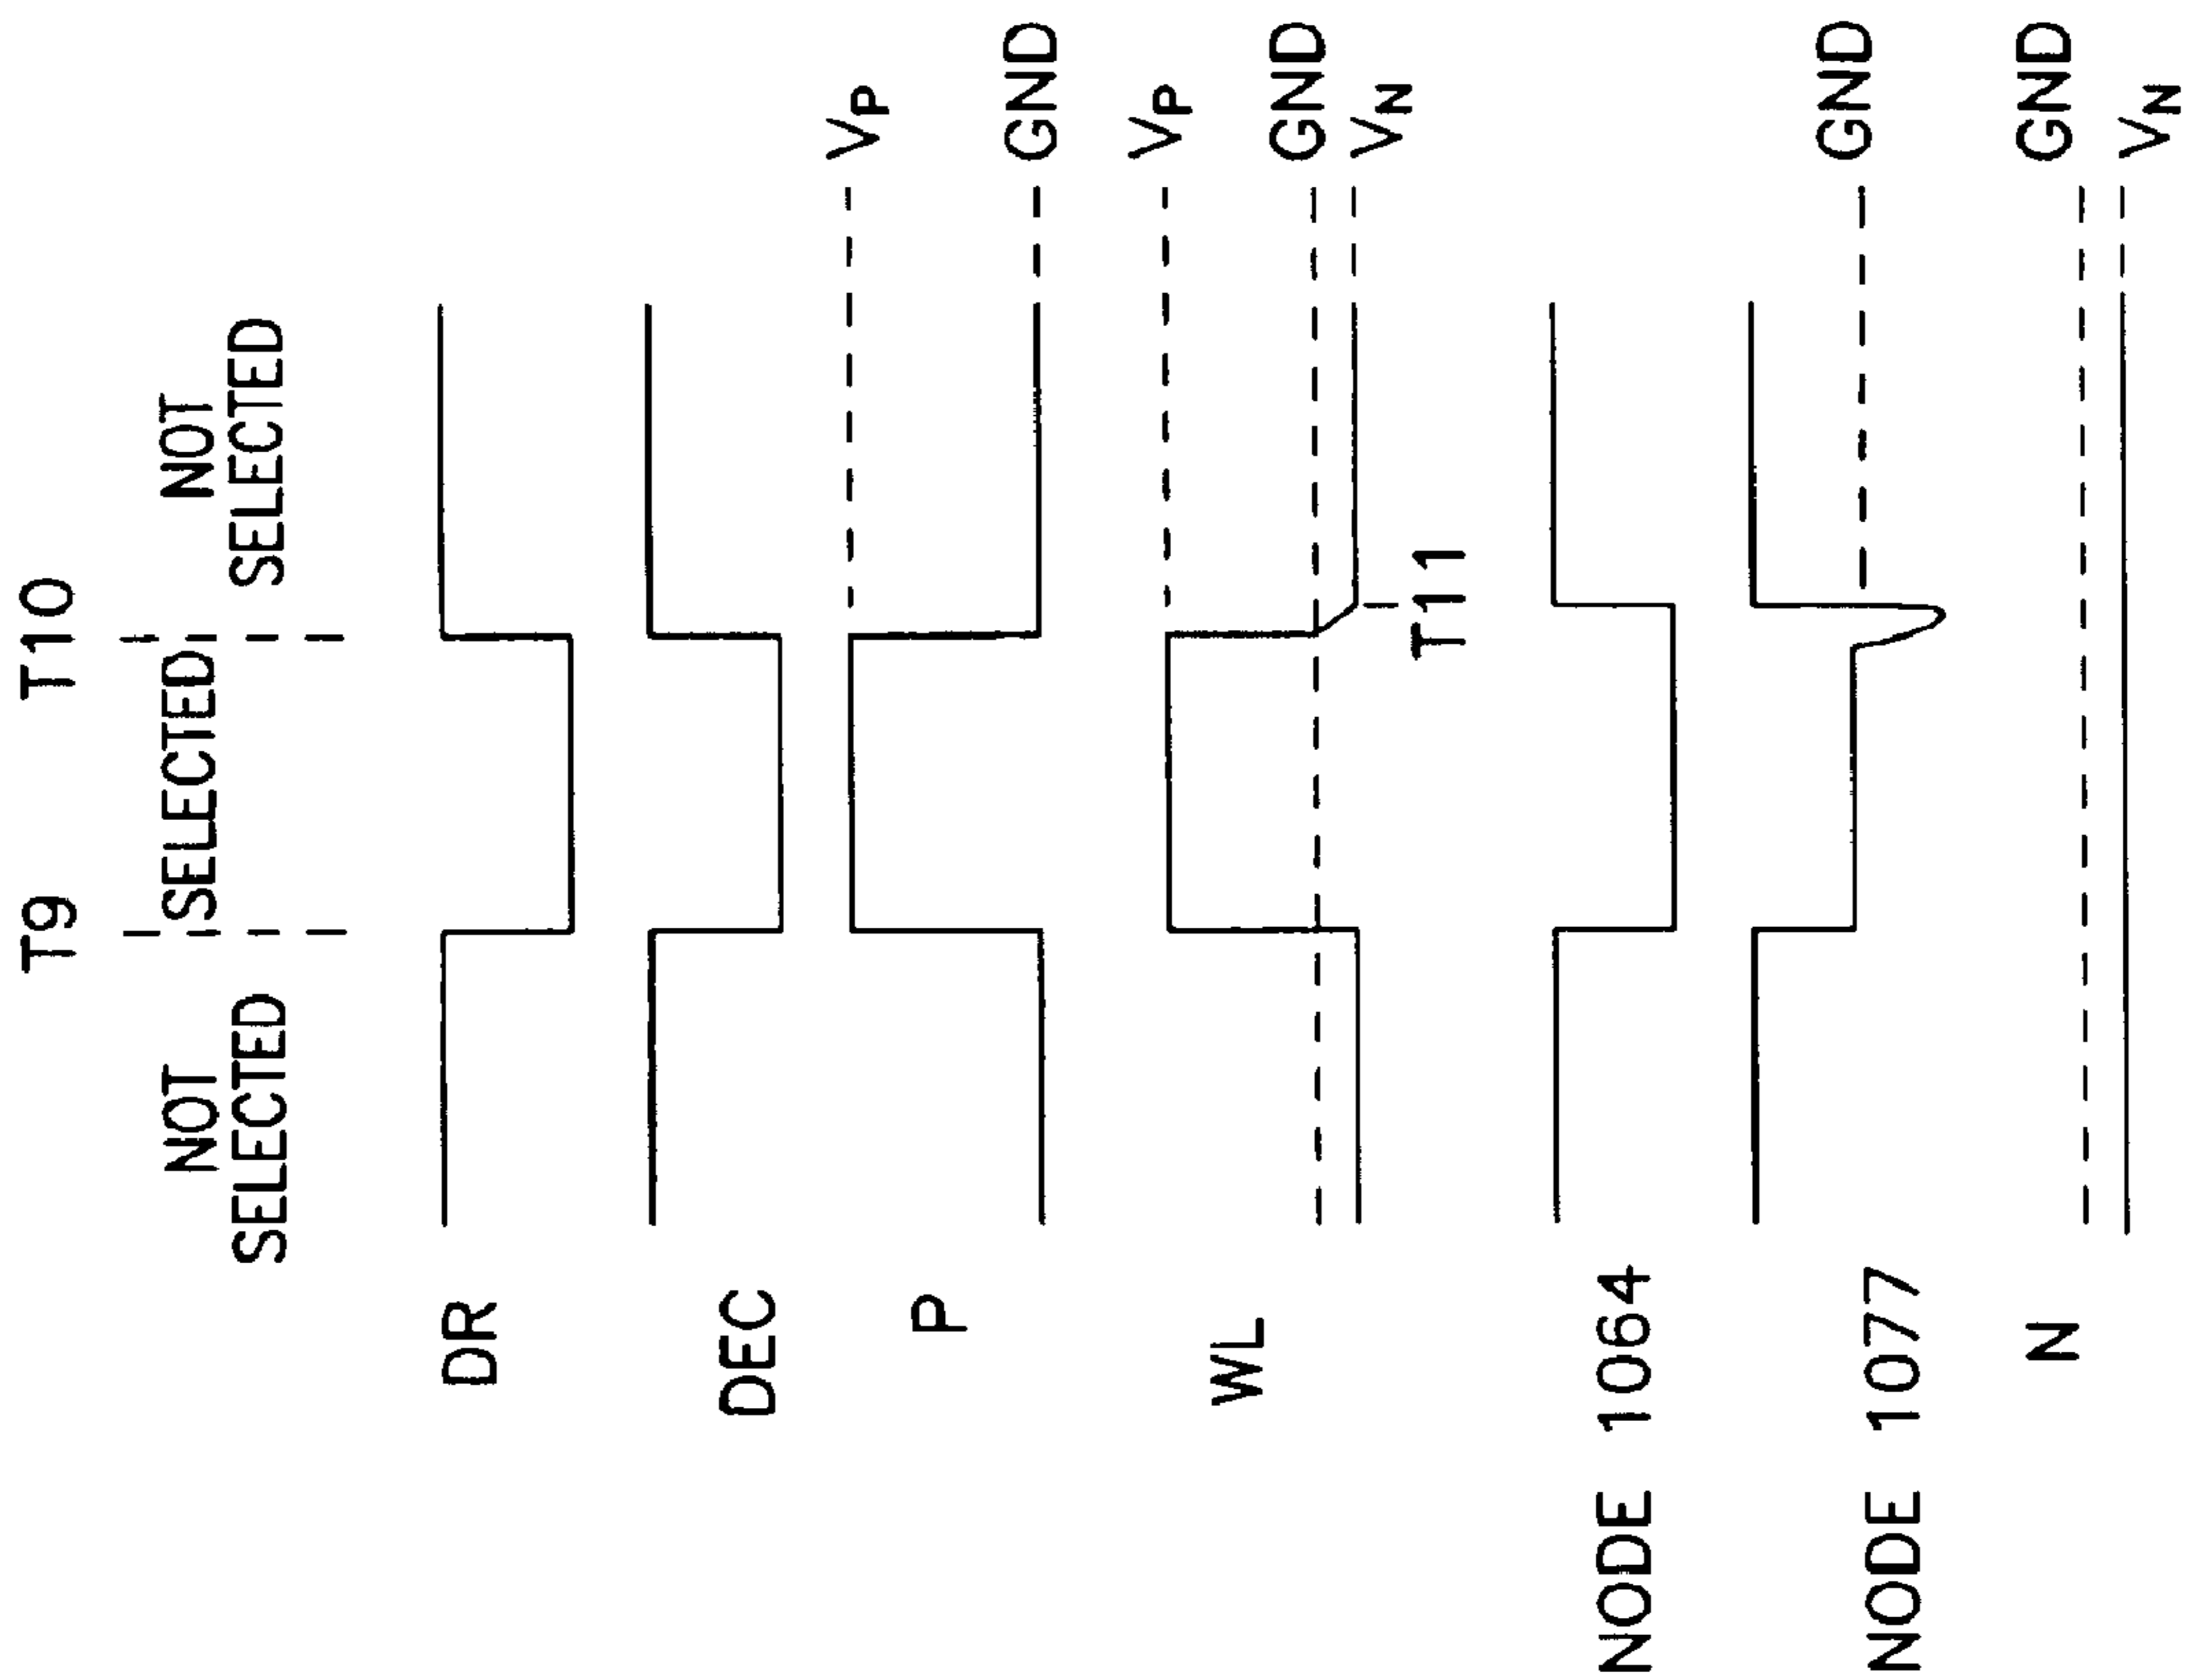 T9
T10
NOT
SELECTED
SELECTED
NOT
SELECTED
DR
DEC
P
VP
GND
WL
VP
GND
VN
T11
NODE 1064
NODE 1077
GND
N
GND
VN